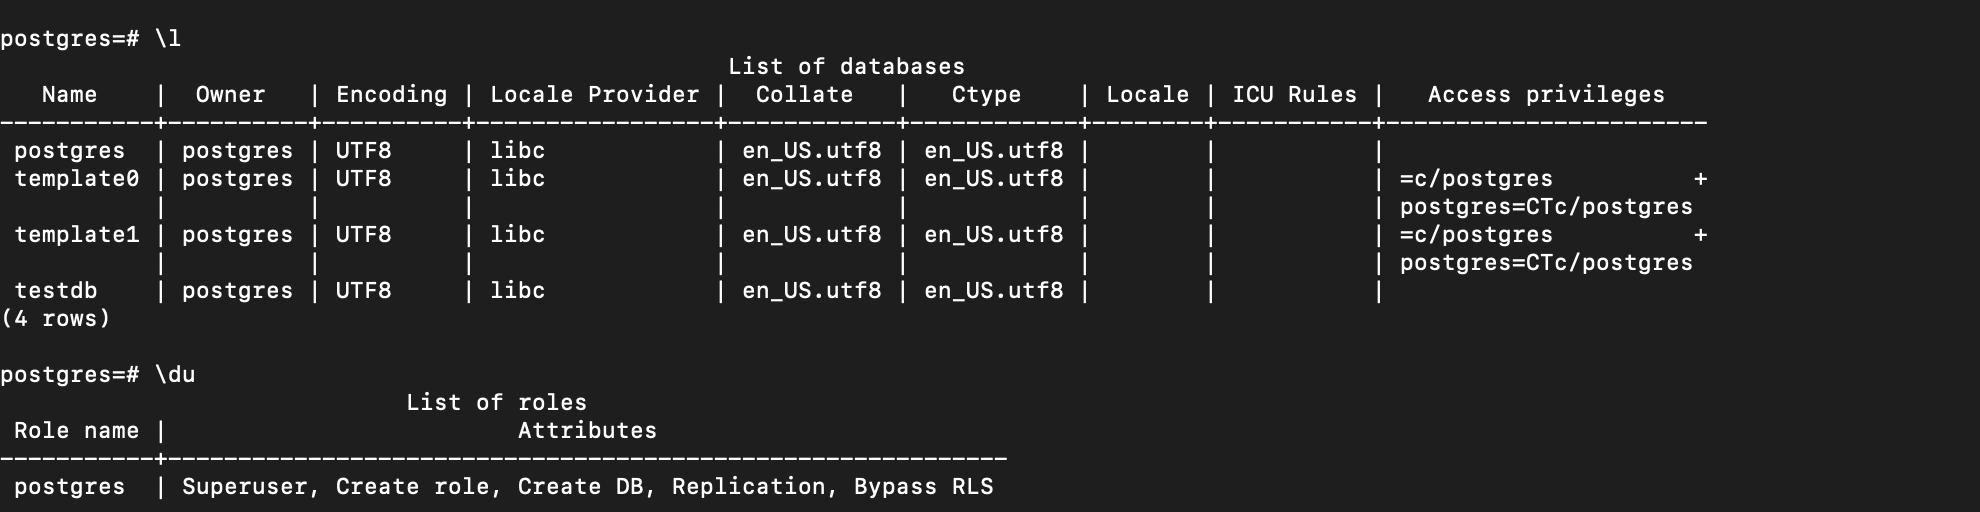 postgres=# \l
                                                    List of databases
   Name    |  Owner   | Encoding | Locale Provider |  Collate   |   Ctype    | Locale | ICU Rules |   Access privileges
-----------+----------+----------+-----------------+------------+------------+--------+-----------+-----------------------
 postgres  | postgres | UTF8     | libc            | en_US.utf8 | en_US.utf8 |        |           |
 template0 | postgres | UTF8     | libc            | en_US.utf8 | en_US.utf8 |        |           | =c/postgres          +
           |          |          |                 |            |            |        |           | postgres=CTc/postgres
 template1 | postgres | UTF8     | libc            | en_US.utf8 | en_US.utf8 |        |           | =c/postgres          +
           |          |          |                 |            |            |        |           | postgres=CTc/postgres
 testdb    | postgres | UTF8     | libc            | en_US.utf8 | en_US.utf8 |        |           |
(4 rows)

postgres=# \du
                             List of roles
 Role name |                         Attributes
-----------+------------------------------------------------------------
 postgres  | Superuser, Create role, Create DB, Replication, Bypass RLS